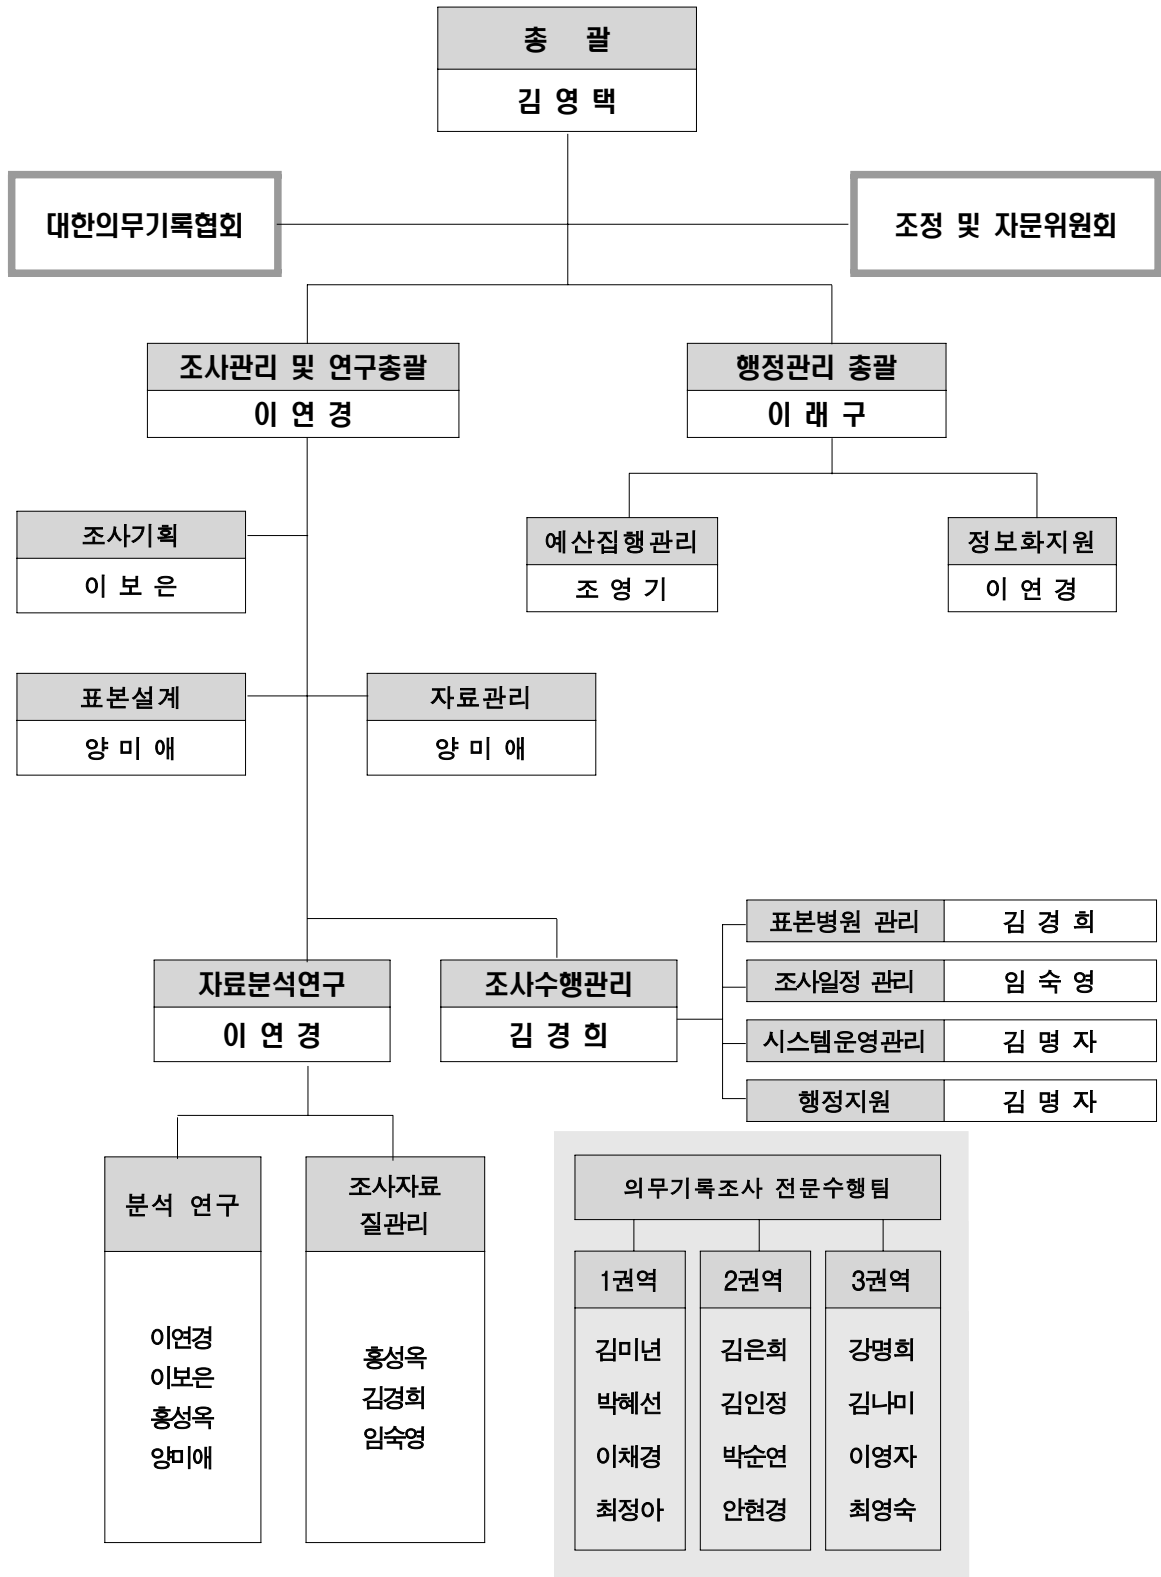 총 괄
김 영 택
대한의무기록협회
조정 및 자문위원회
조사관리 및 연구총괄
이 연 경
행정관리 총괄
이 래 구
조사기획
이 보 은
예산집행관리
조 영 기
정보화지원
이 연 경
표본설계
양 미 애
자료관리
양 미 애
자료분석연구
이 연 경
조사수행관리
김 경 희
표본병원 관리 김 경 희
조사일정 관리 임 숙 영
시스템운영관리 김 명 자
행정지원 김 명 자
분석 연구
이연경
이보은
홍성옥
양미애
조사자료
질관리
홍성옥
김경희
임숙영
의무기록조사 전문수행팀
1권역
김미년
박혜선
이채경
최정아
2권역
김은희
김인정
박순연
안현경
3권역
강명희
김나미
이영자
최영숙